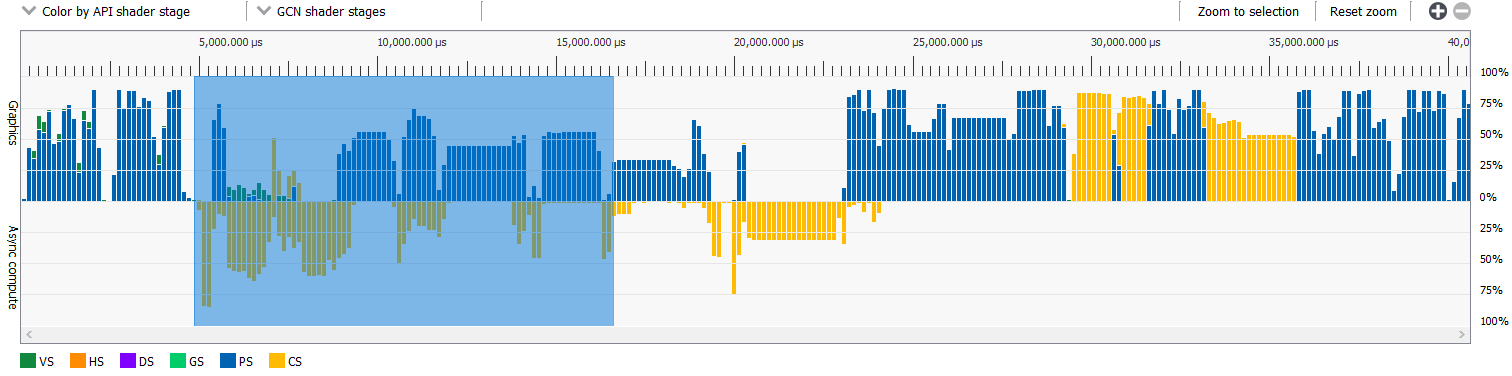 Color by API shader stage
GCN shader stages
Zoom to selection
Reset zoom
5,000.000 µs
10,000.000 µs
15,000.000 µs
20,000.000 µs
25,000.000 µs
30,000.000 µs
35,000.000 µs
40,0
Graphics
100%
75%
50%
25%
0%
Async compute
25%
50%
75%
100%
VS
HS
DS
GS
PS
CS